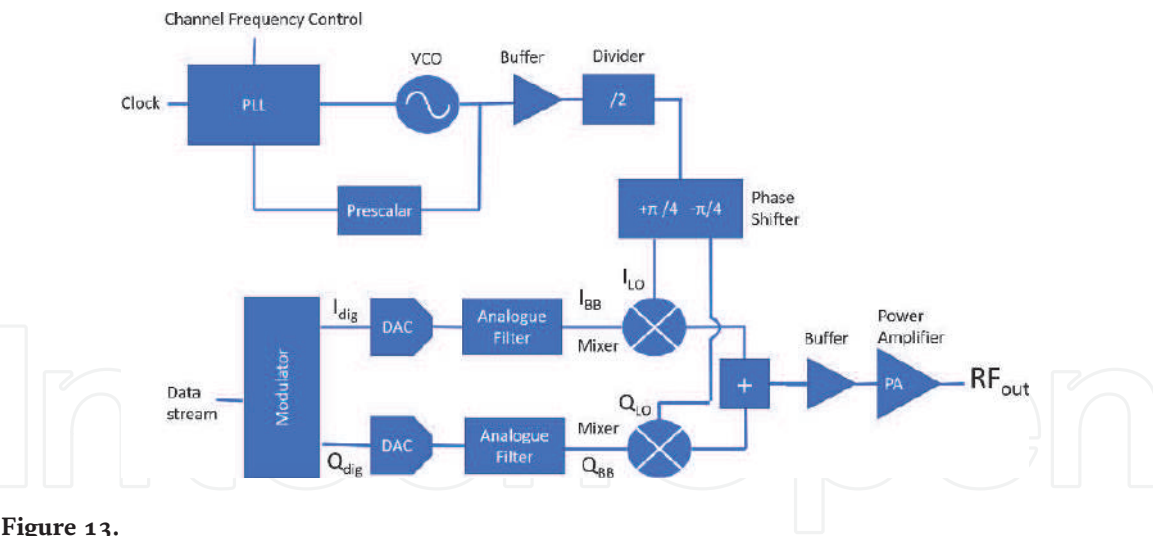 Channel Frequency Control
VCO
Buffer
Divider
Clock
PLL
/2
Prescalar
+π /4 -π/4
Phase
Shifter
I_LO
I_dig
DAC
Analogue
Filter
I_BB
Mixer
Modulator
Data
stream
Q_dig
DAC
Analogue
Filter
Mixer
Q_BB
Q_LO
+
Buffer
Power
Amplifier
PA
RF_out
IntechOpen
Figure 13.